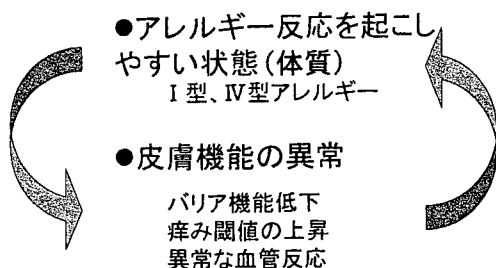 ●アレルギー反応を起こし
やすい状態(体質)
Ⅰ型、Ⅳ型アレルギー
●皮膚機能の異常
バリア機能低下
痒み閾値の上昇
異常な血管反応